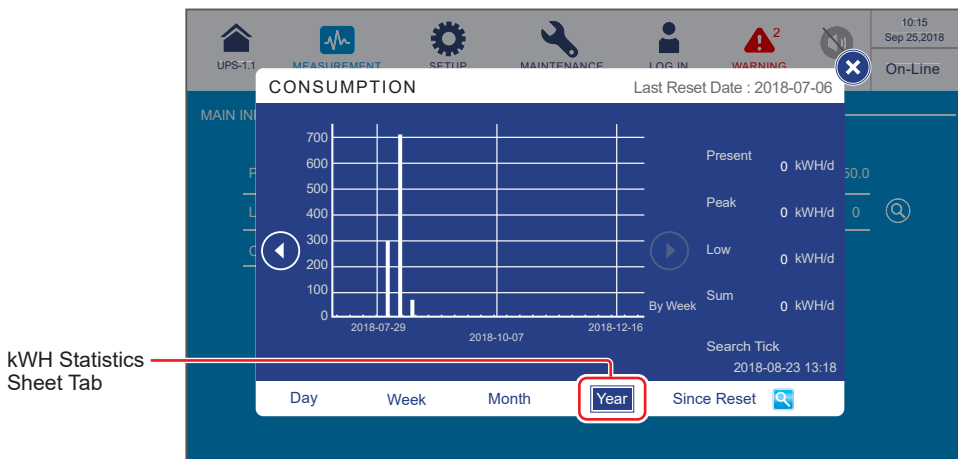 10:15
Sep 25,2018
2
UPS-1.1 MEASUREMENT SETUP MAINTENANCE LOG IN WARNING On-Line
CONSUMPTION Last Reset Date : 2018-07-06
MAIN IN
700
600
500
400
300
200
100
0
2018-07-29 2018-10-07 2018-12-16
By Week
Present 0 kWH/d
Peak 0 kWH/d
Low 0 kWH/d
Sum 0 kWH/d
Search Tick
2018-08-23 13:18
P 50.0
L 0
kWH Statistics
Sheet Tab
Day Week Month Year Since Reset